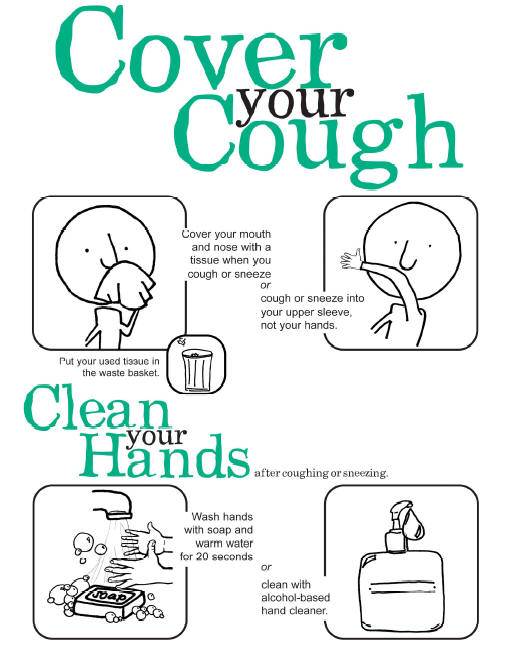 Cover
your
Cough
Cover your mouth
and nose with a
tissue when you
cough or sneeze
or
cough or sneeze into
your upper sleeve,
not your hands.
Put your used tissue in
the waste basket.
Clean
your
Hands
after coughing or sneezing.
Wash hands
with soap and
warm water
for 20 seconds
or
clean with
alcohol-based
hand cleaner.
SOAP